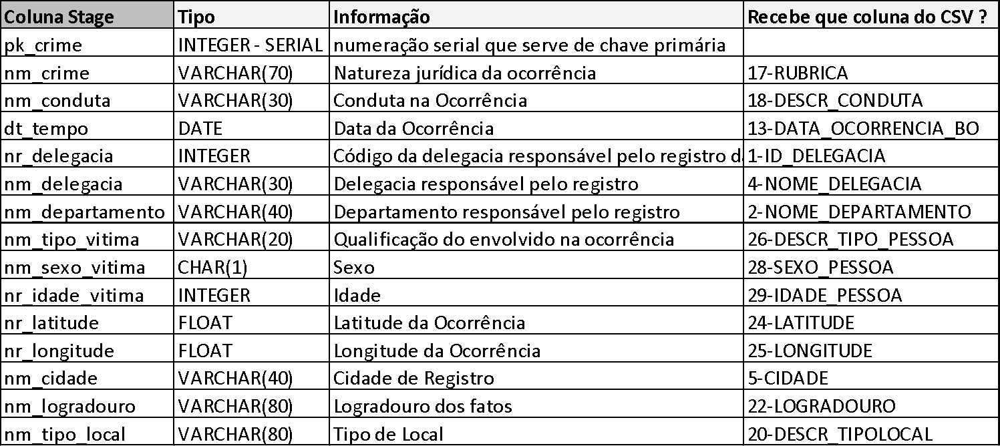 Coluna Stage Tipo Informação Recebe que coluna do CSV ?
pk_crime INTEGER - SERIAL numeração serial que serve de chave primária
nm_crime VARCHAR(70) Natureza jurídica da ocorrência 17-RUBRICA
nm_conduta VARCHAR(30) Conduta na Ocorrência 18-DESCR_CONDUTA
dt_tempo DATE Data da Ocorrência 13-DATA_OCORRENCIA_BO
nr_delegacia INTEGER Código da delegacia responsável pelo registro 1-ID_DELEGACIA
nm_delegacia VARCHAR(30) Delegacia responsável pelo registro 4-NOME_DELEGACIA
nm_departamento VARCHAR(40) Departamento responsável pelo registro 2-NOME_DEPARTAMENTO
nm_tipo_vitima VARCHAR(20) Qualificação do envolvido na ocorrência 26-DESCR_TIPO_PESSOA
nm_sexo_vitima CHAR(1) Sexo 28-SEXO_PESSOA
nr_idade_vitima INTEGER Idade 29-IDADE_PESSOA
nr_latitude FLOAT Latitude da Ocorrência 24-LATITUDE
nr_longitude FLOAT Longitude da Ocorrência 25-LONGITUDE
nm_cidade VARCHAR(40) Cidade de Registro 5-CIDADE
nm_logradouro VARCHAR(80) Logradouro dos fatos 22-LOGRADOURO
nm_tipo_local VARCHAR(80) Tipo de Local 20-DESCR_TIPOLOCAL